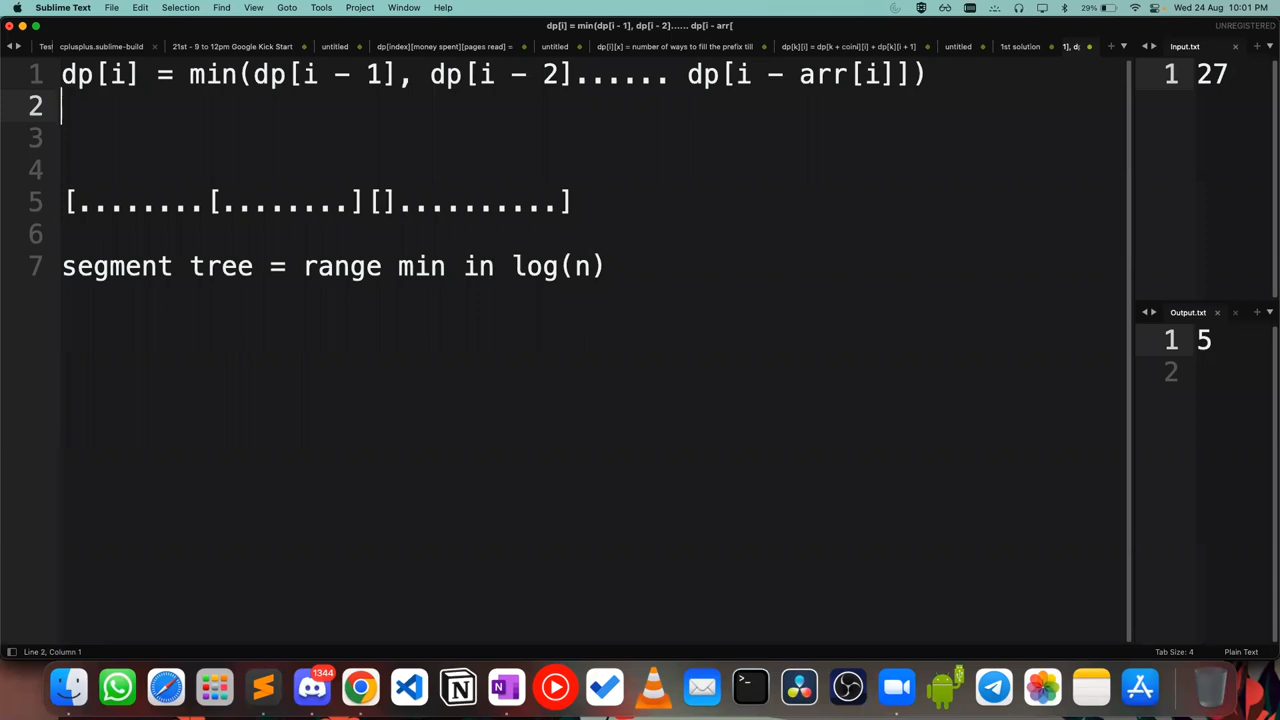 Sublime Text File Edit Selection Find View Goto Tools Project Window Help
29% Wed 24 Aug 10:01 PM
dp[i] = min(dp[i - 1], dp[i - 2]...... dp[i - arr[
UNREGISTERED
Test cplusplus.sublime-build 21st - 9 to 12pm Google Kick Start untitled dp[index][money spent][pages read] = untitled dp[i][x] = number of ways to fill the prefix till dp[k][i] = dp[k + coini][i] + dp[k][i + 1] untitled 1st solution 1], d
Input.txt
1 dp[i] = min(dp[i - 1], dp[i - 2]...... dp[i - arr[i]])
2
3
4
5 [........[........][]..........]
6
7 segment tree = range min in log(n)
1 27
Output.txt
1 5
2
1344
Line 2, Column 1
Tab Size: 4 Plain Text